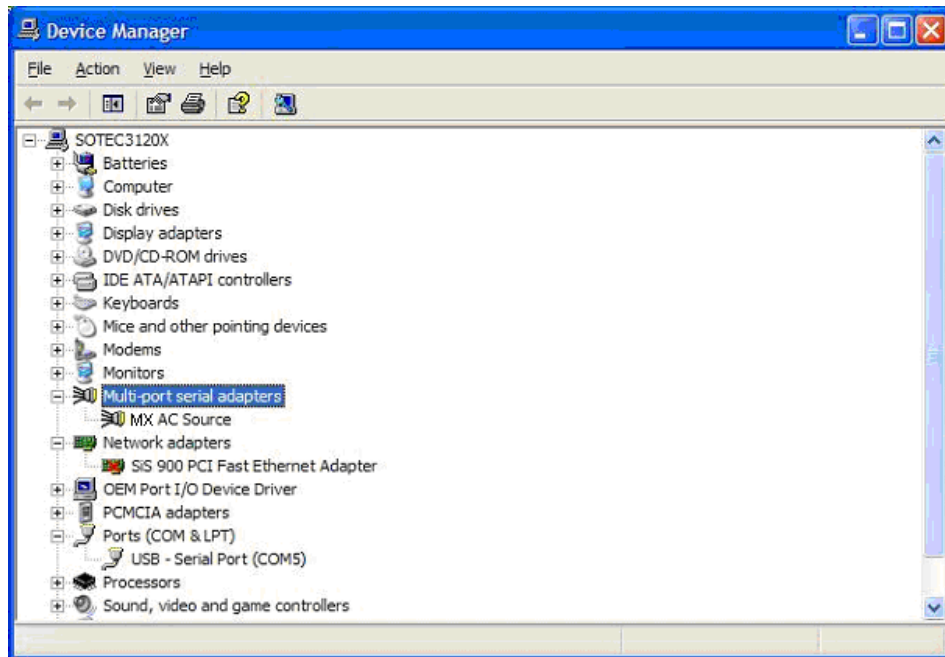 Device Manager
File Action View Help
SOTEC3120X
Batteries
Computer
Disk drives
Display adapters
DVD/CD-ROM drives
IDE ATA/ATAPI controllers
Keyboards
Mice and other pointing devices
Modems
Monitors
Multi-port serial adapters
MX AC Source
Network adapters
SiS 900 PCI Fast Ethernet Adapter
OEM Port I/O Device Driver
PCMCIA adapters
Ports (COM & LPT)
USB - Serial Port (COM5)
Processors
Sound, video and game controllers